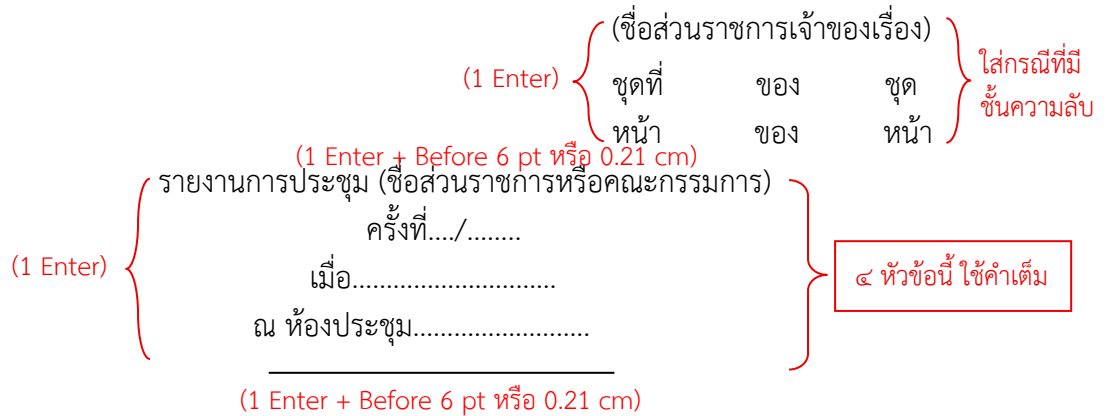 (ชื่อส่วนราชการเจ้าของเรื่อง)
(1 Enter)
ชุดที่ ของ ชุด
ใส่กรณีที่มี
ชั้นความลับ
หน้า ของ หน้า
(1 Enter + Before 6 pt หรือ 0.21 cm)
รายงานการประชุม (ชื่อส่วนราชการหรือคณะกรรมการ)
ครั้งที่..../........
(1 Enter)
เมื่อ.............................
๔ หัวข้อนี้ ใช้คำเต็ม
ณ ห้องประชุม.........................
(1 Enter + Before 6 pt หรือ 0.21 cm)